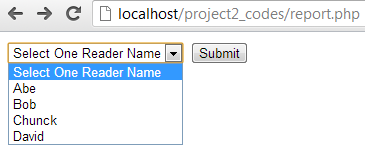 localhost/project2_codes/report.php
Select One Reader Name Submit
Select One Reader Name
Abe
Bob
Chunck
David